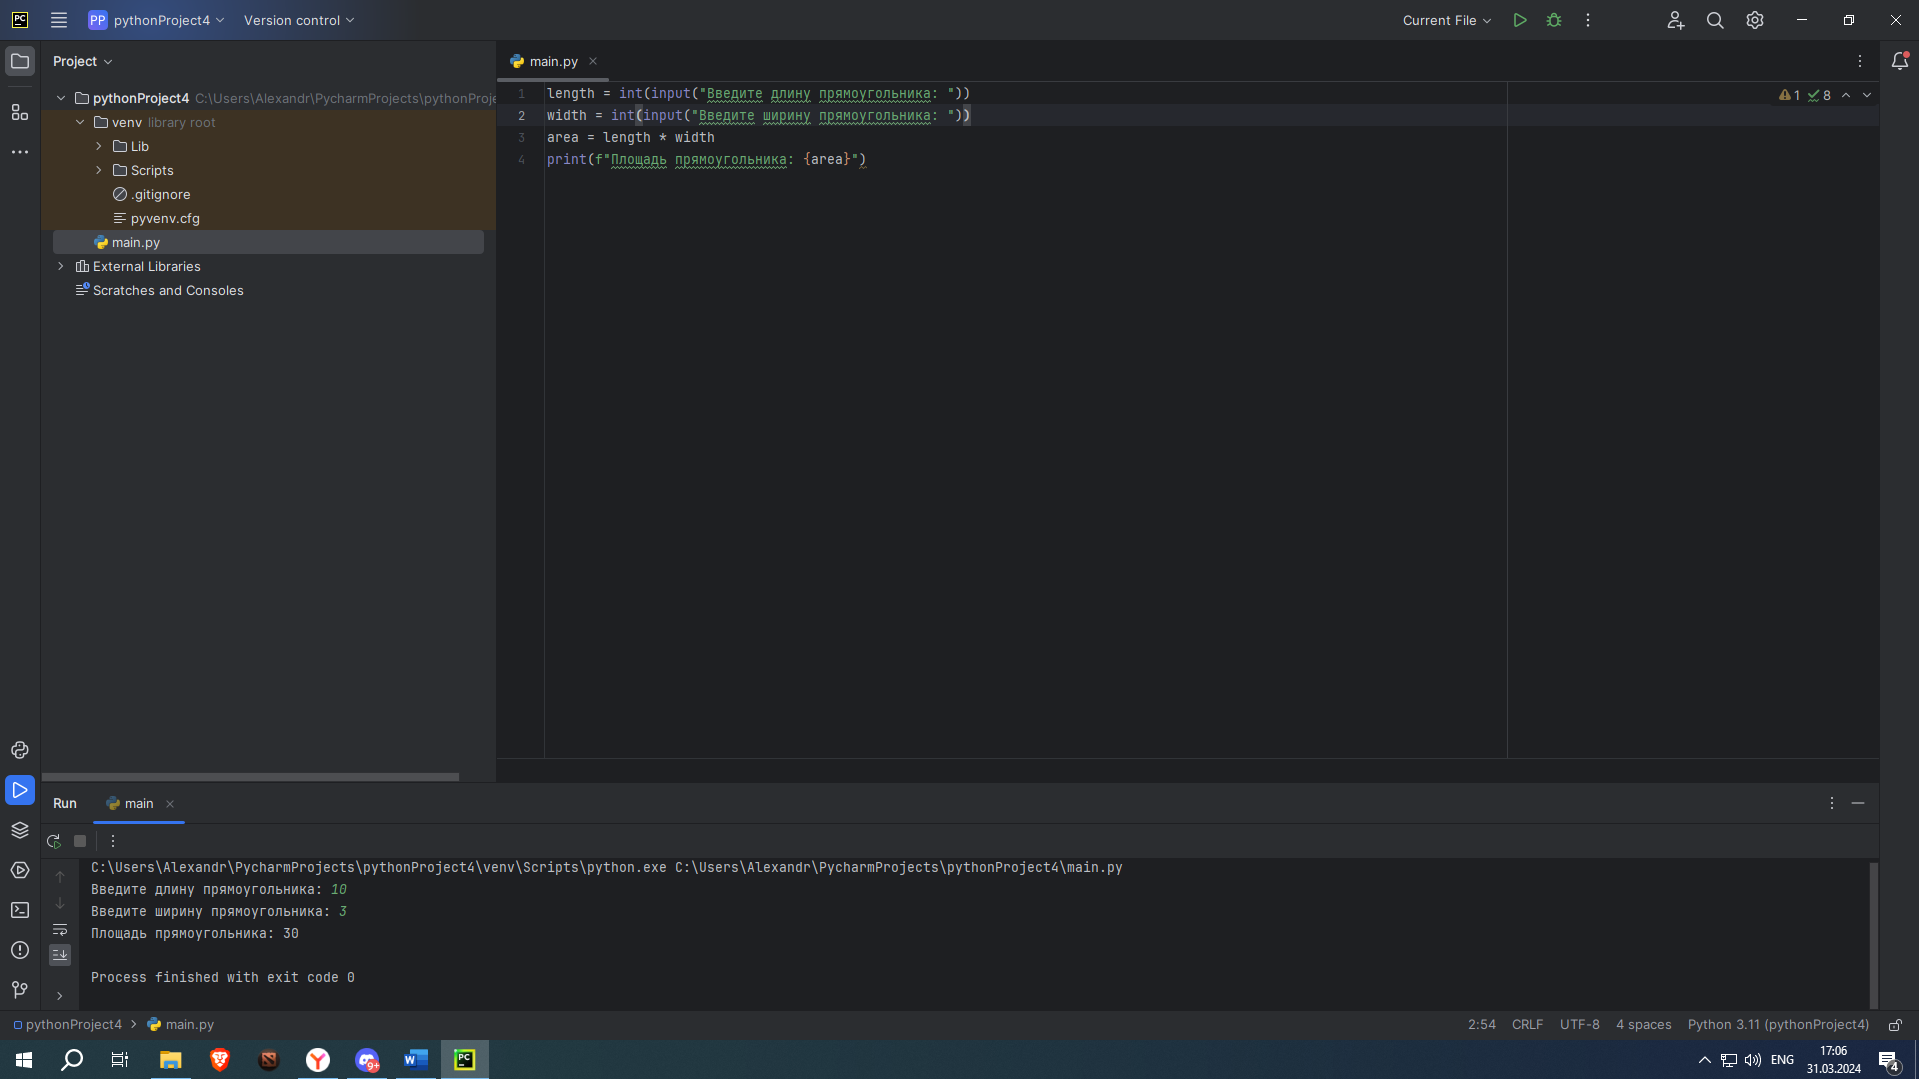 PC
PP pythonProject4
Version control
Current File
Project
pythonProject4 C:\Users\Alexandr\PycharmProjects\pythonProje
venv library root
Lib
Scripts
.gitignore
pyvenv.cfg
main.py
External Libraries
Scratches and Consoles
main.py
1 length = int(input("Введите длину прямоугольника: "))
2 width = int(input("Введите ширину прямоугольника: "))
3 area = length * width
4 print(f"Площадь прямоугольника: {area}")
1 8
Run
main
C:\Users\Alexandr\PycharmProjects\pythonProject4\venv\Scripts\python.exe C:\Users\Alexandr\PycharmProjects\pythonProject4\main.py
Введите длину прямоугольника: 10
Введите ширину прямоугольника: 3
Площадь прямоугольника: 30
Process finished with exit code 0
pythonProject4 main.py
2:54 CRLF UTF-8 4 spaces Python 3.11 (pythonProject4)
9+
W
PC
ENG
17:06
31.03.2024
4